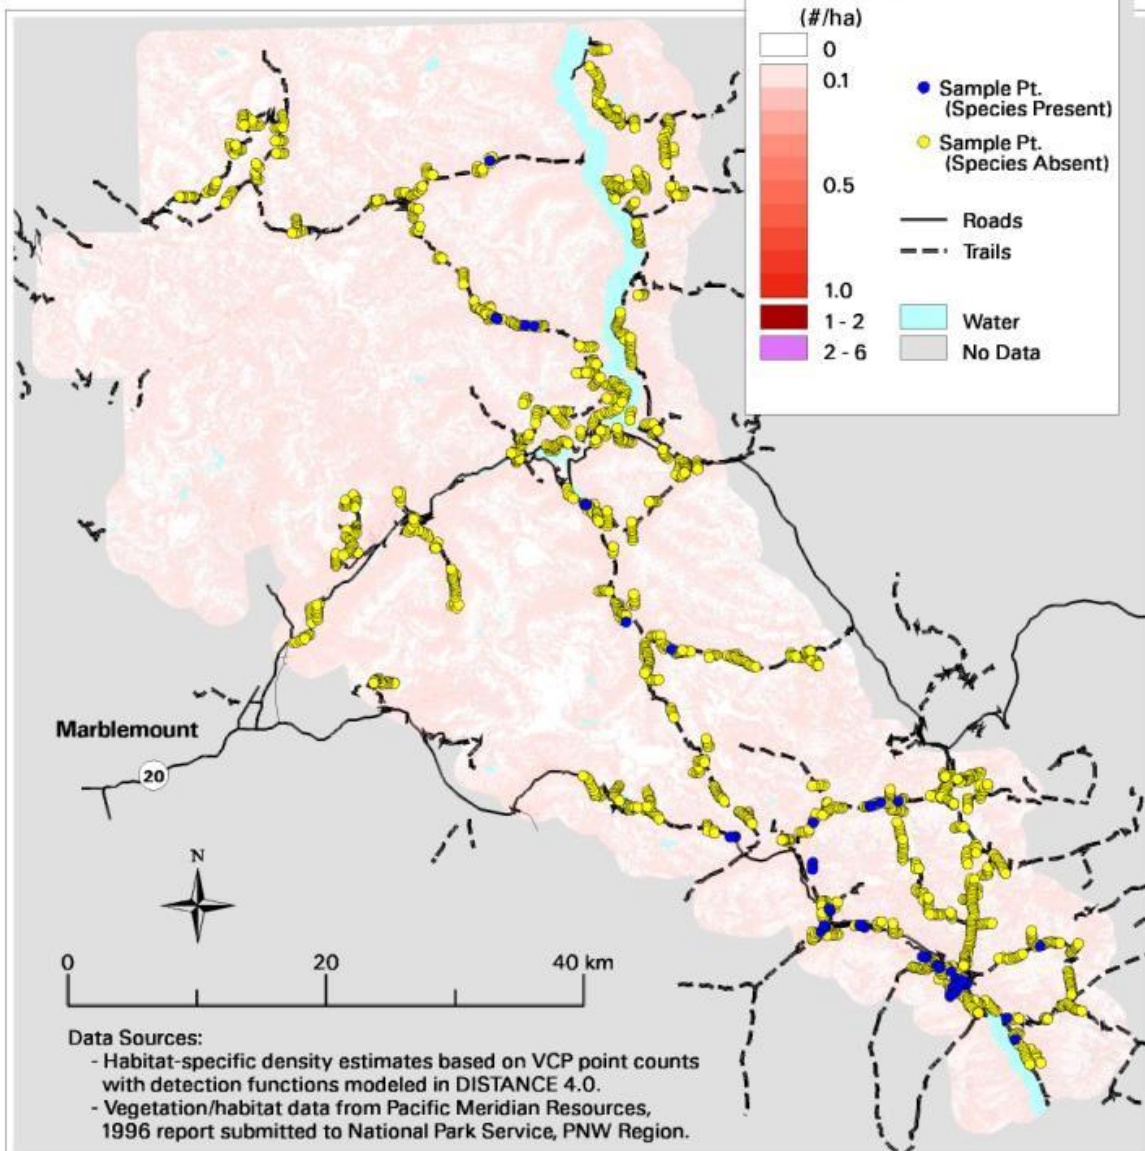 (#/ha)
0
0.1
0.5
1.0
1 - 2
2 - 6
Sample Pt.
(Species Present)
Sample Pt.
(Species Absent)
Roads
Trails
Water
No Data
Marblemount
20
N
0 20 40 km
Data Sources:
- Habitat-specific density estimates based on VCP point counts
with detection functions modeled in DISTANCE 4.0.
- Vegetation/habitat data from Pacific Meridian Resources,
1996 report submitted to National Park Service, PNW Region.